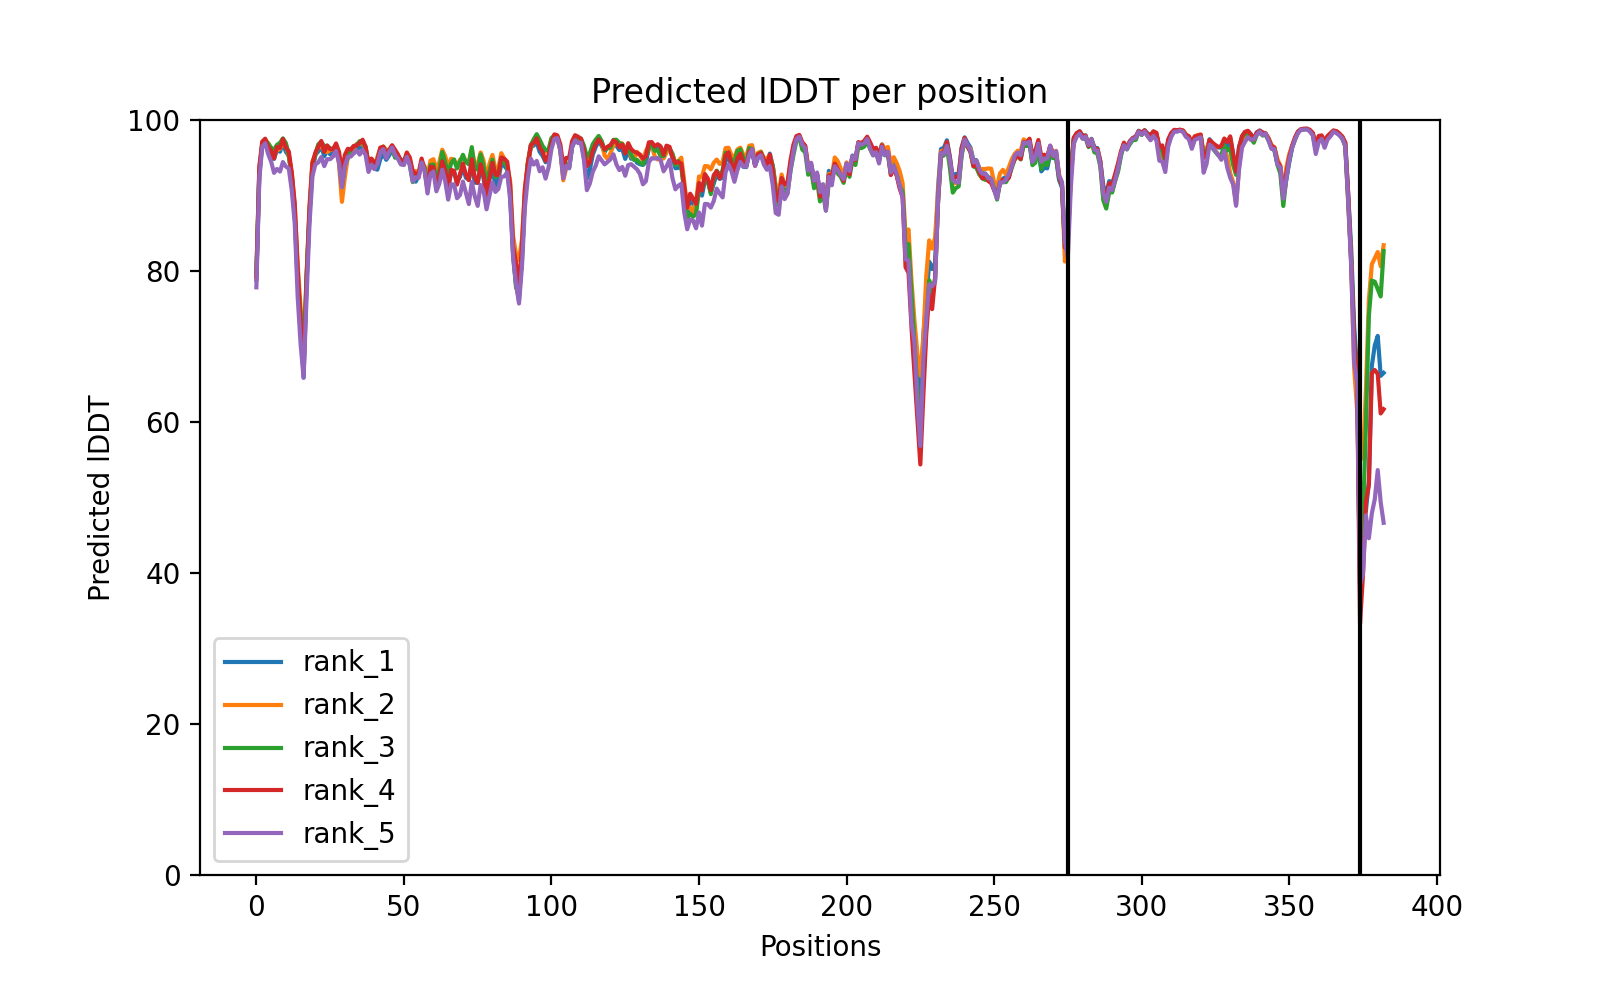 Predicted lDDT per position
100
80
60
40
20
0
Predicted lDDT
rank_1
rank_2
rank_3
rank_4
rank_5
0 50 100 150 200 250 300 350 400
Positions